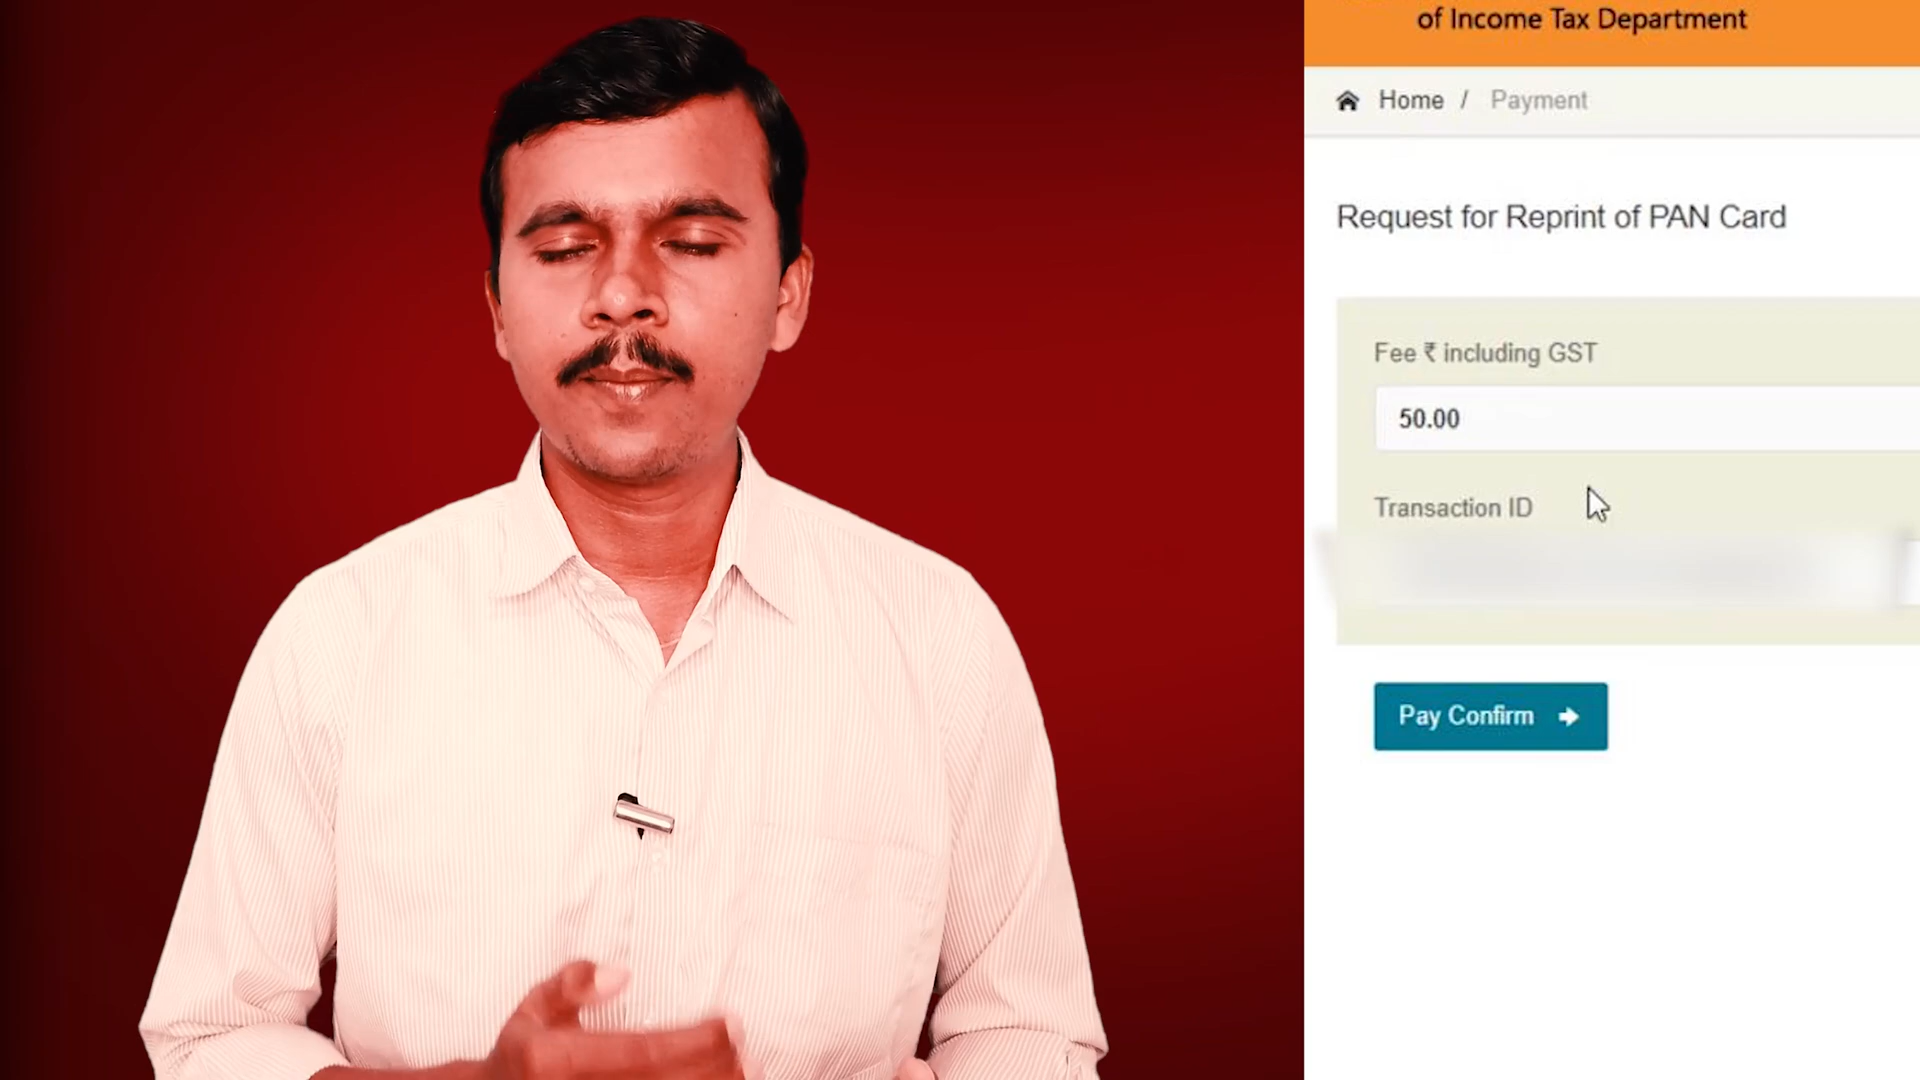 of Income Tax Department
Home / Payment
Request for Reprint of PAN Card
Fee ₹ including GST
50.00
Transaction ID
Pay Confirm